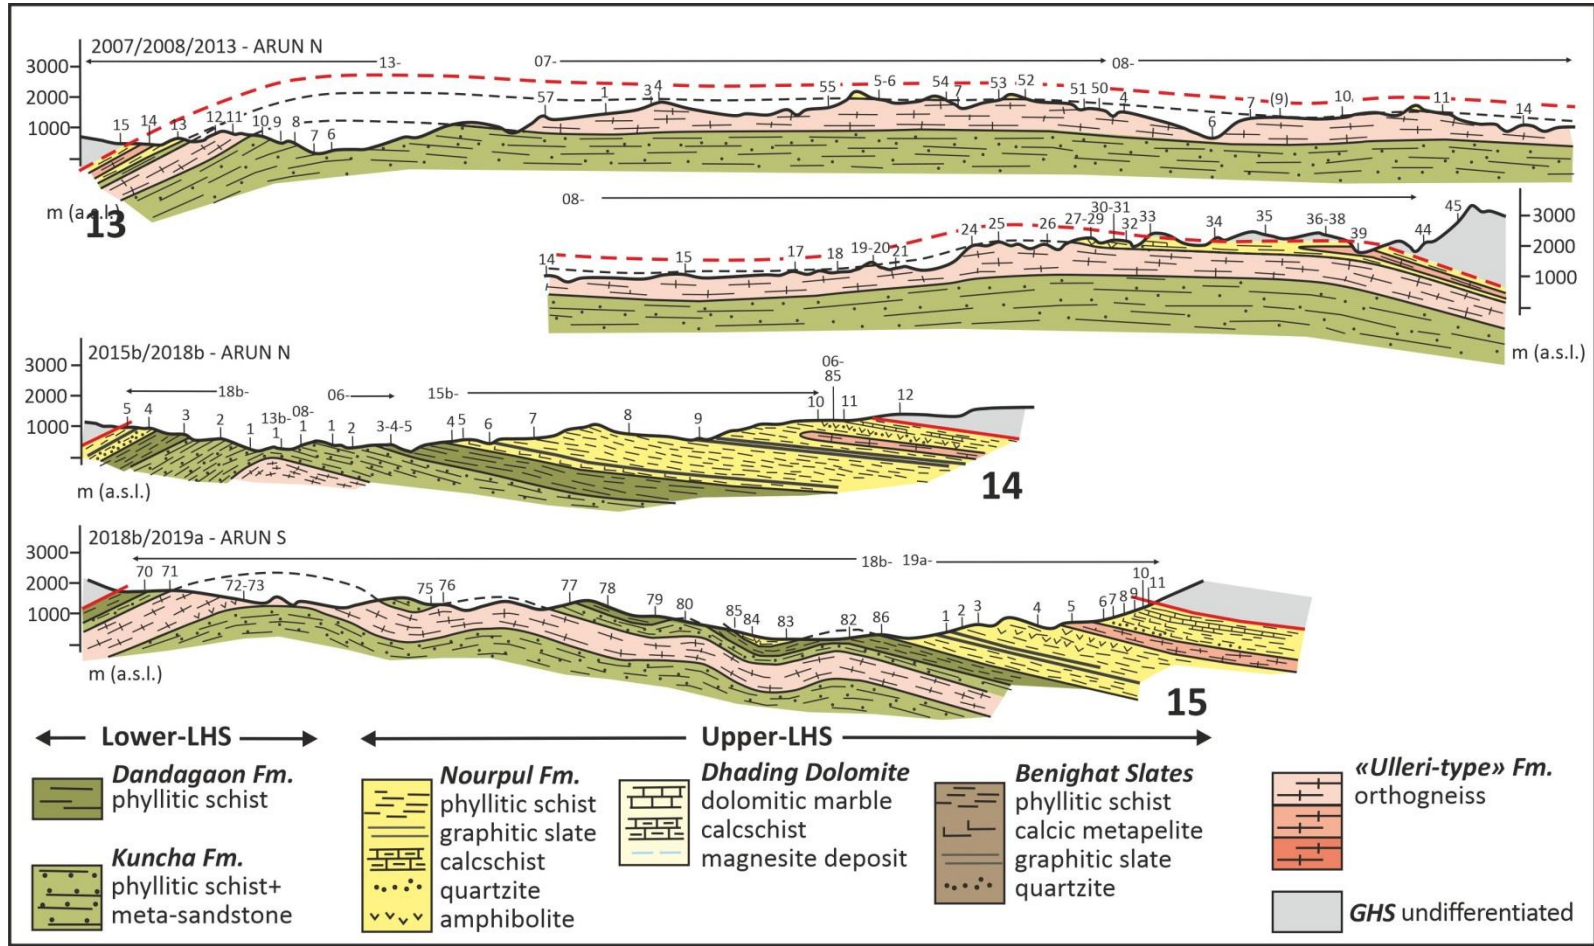 2007/2008/2013 - ARUN N
13- 07- 08-
3000
2000
1000
15 14 13 12 11 10 9 8 7 6 57 1 3 4 55 5-6 54 7 53 52 51 50 4 6 7 (9) 10 11 14
m (a.s.l.)
13
08-
14 15 17 18 19-20 21 24 25 26 27-29 30-31 32 33 34 35 36-38 39 44 45
3000
2000
1000
m (a.s.l.)
2015b/2018b - ARUN N
18b- 06- 15b- 06-
85
3000
2000
1000
5 4 3 2 1 13b-
1 08-
1 1 2 3-4-5 4 5 6 7 8 9 10 11 12
m (a.s.l.)
14
2018b/2019a - ARUN S
18b- 19a-
3000
2000
1000
70 71 72-73 75 76 77 78 79 80 85 84 83 82 86 1 2 3 4 5 6 7 8 9 10 11
m (a.s.l.)
15
Lower-LHS
Dandagaon Fm.
phyllitic schist
Kuncha Fm.
phyllitic schist+
meta-sandstone
Upper-LHS
Nourpul Fm.
phyllitic schist
graphitic slate
calcschist
quartzite
amphibolite
Dhading Dolomite
dolomitic marble
calcschist
magnesite deposit
Benighat Slates
phyllitic schist
calcic metapelite
graphitic slate
quartzite
«Ulleri-type» Fm.
orthogneiss
GHS undifferentiated